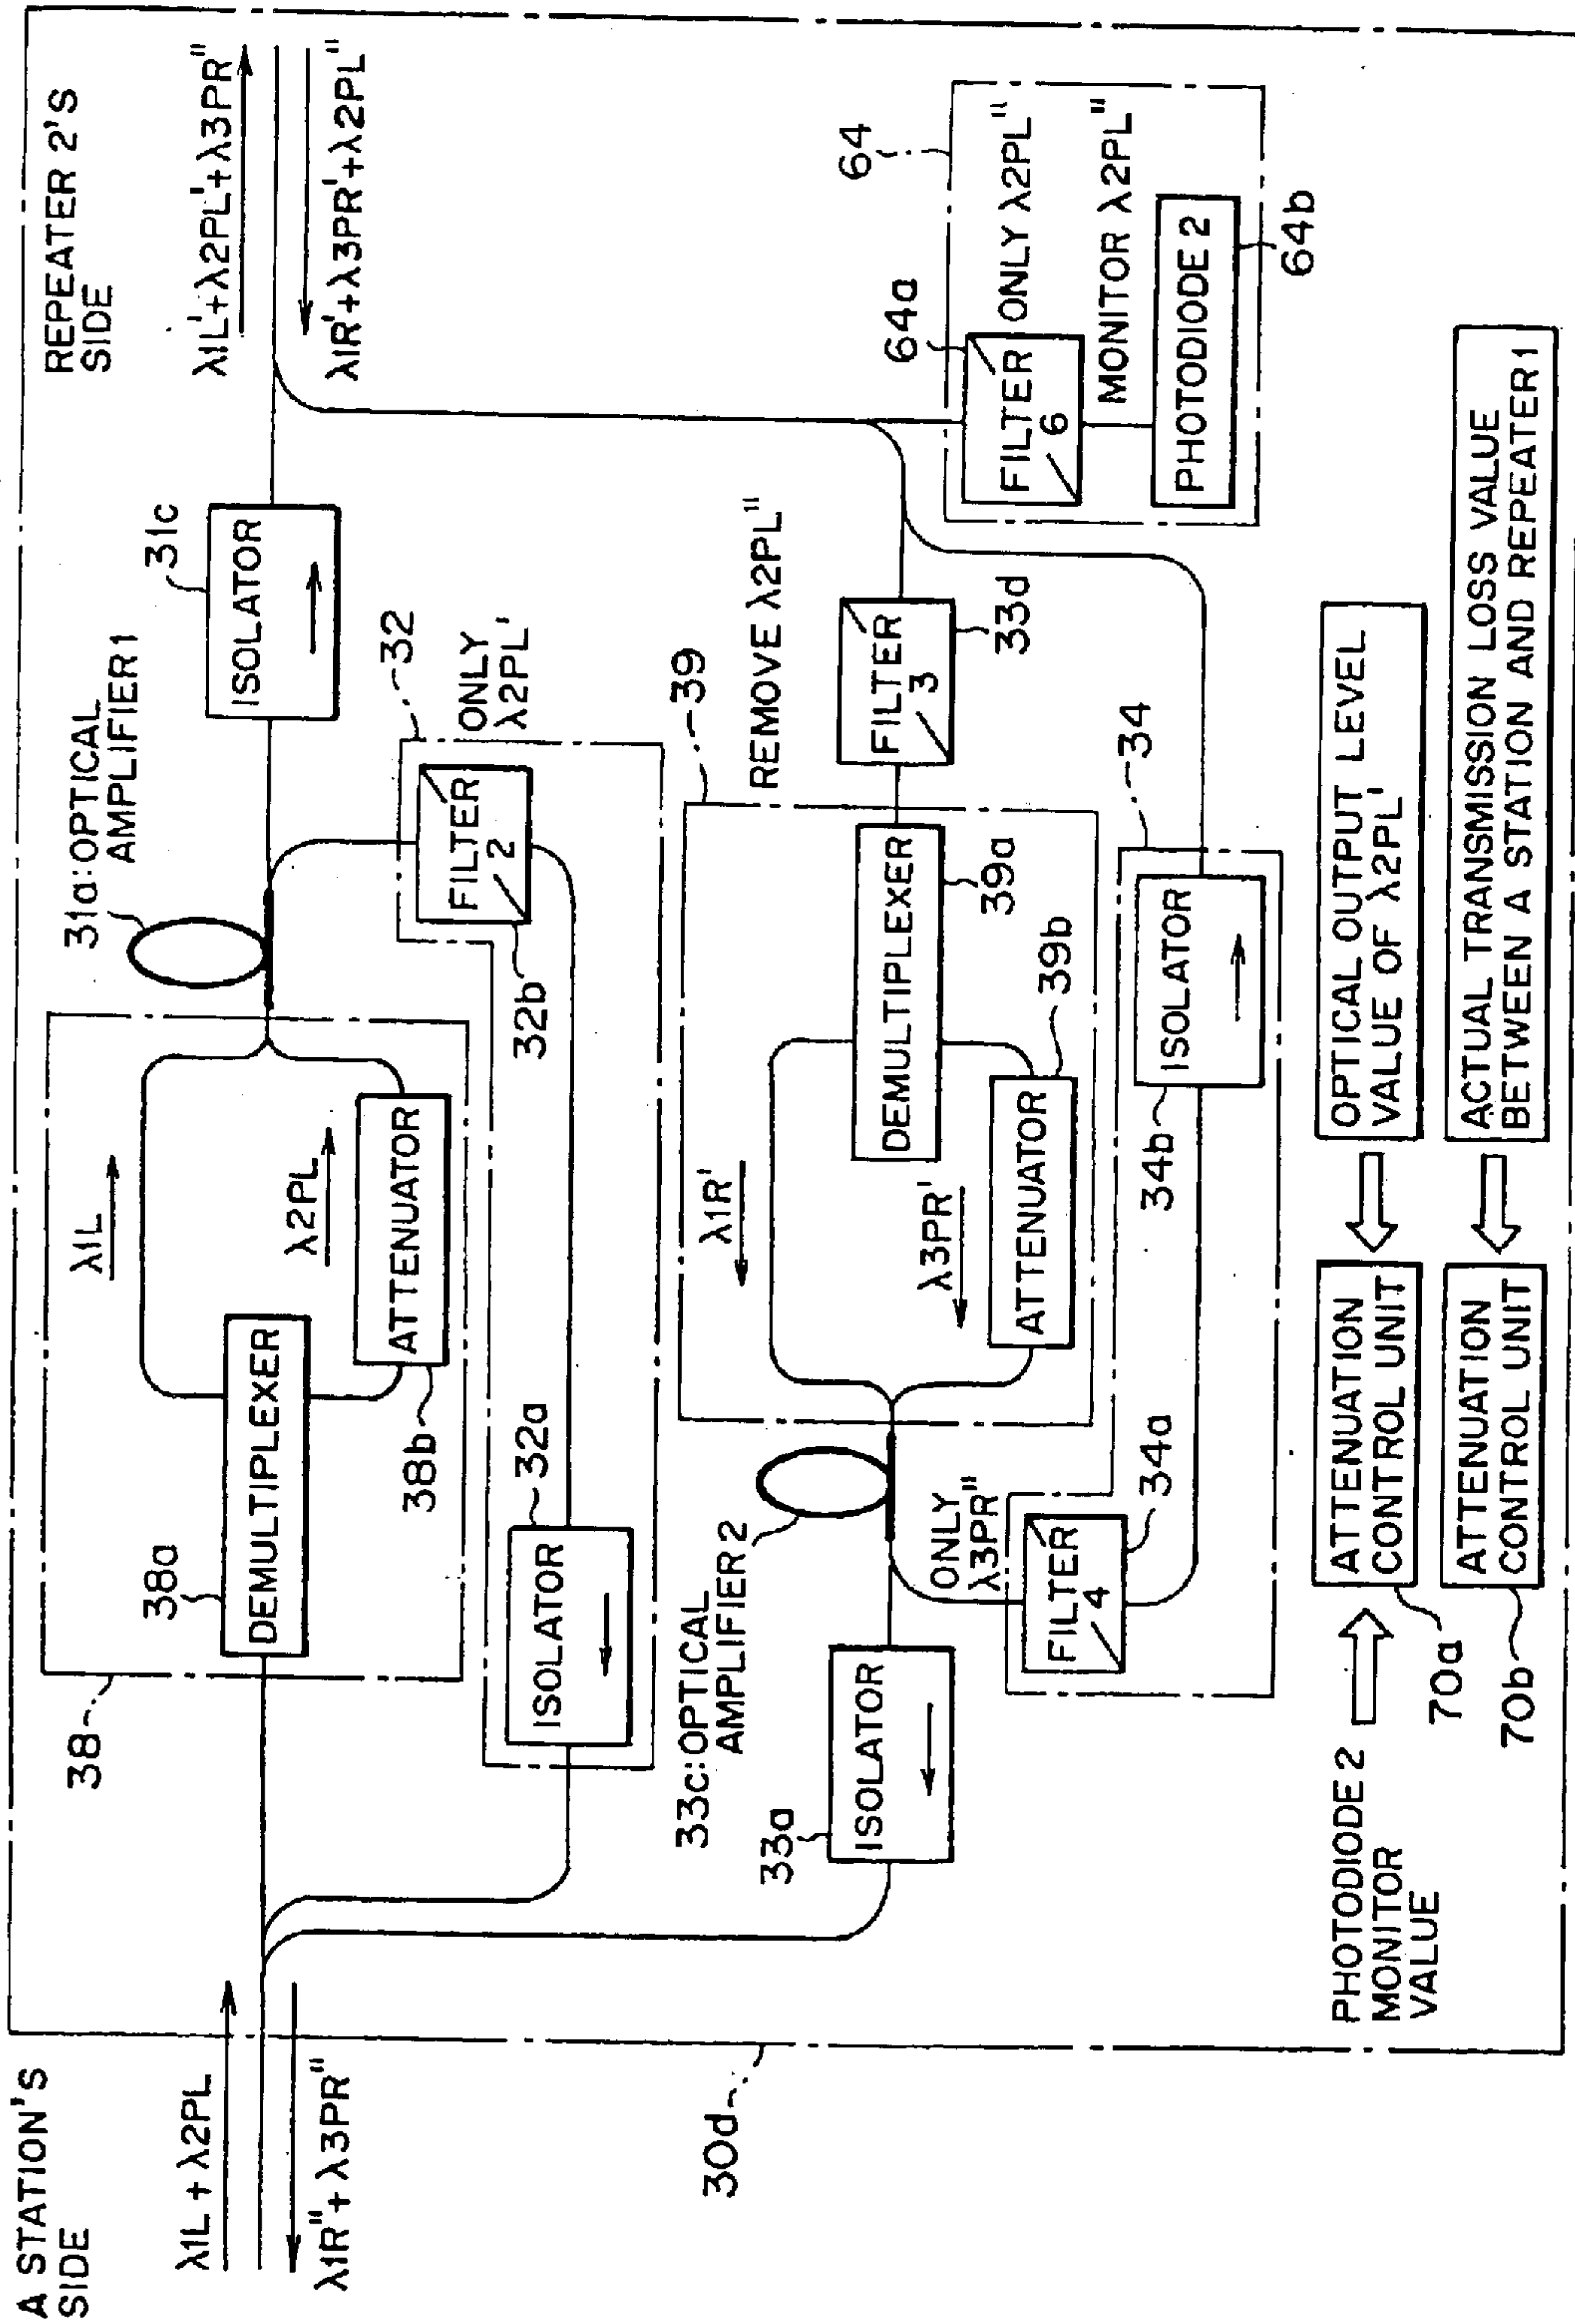 A STATION'S
SIDE
REPEATER 2'S
SIDE
λ1L+λ2PL
λ1R"+λ3PR"
λ1L'+λ2PL'+λ3PR"
λ1R'+λ3PR'+λ2PL"
38
38a
DEMULTIPLEXER
λ1L
λ2PL
ATTENUATOR
38b
31a:OPTICAL
AMPLIFIER1
31c
ISOLATOR
32
ONLY
λ2PL'
FILTER
2
32b
32a
ISOLATOR
33c:OPTICAL
AMPLIFIER 2
33a
ISOLATOR
39
λ1R'
λ3PR'
DEMULTIPLEXER
39a
ATTENUATOR
39b
REMOVE λ2PL"
FILTER
3
33d
64
64a
FILTER
6
ONLY λ2PL"
MONITOR λ2PL"
PHOTODIODE 2
64b
ONLY
λ3PR"
FILTER
4
34a
34
34b
ISOLATOR
30d
PHOTODIODE 2
MONITOR
VALUE
ATTENUATION
CONTROL UNIT
70a
OPTICAL OUTPUT LEVEL
VALUE OF λ2PL'
ATTENUATION
CONTROL UNIT
70b
ACTUAL TRANSMISSION LOSS VALUE
BETWEEN A STATION AND REPEATER1